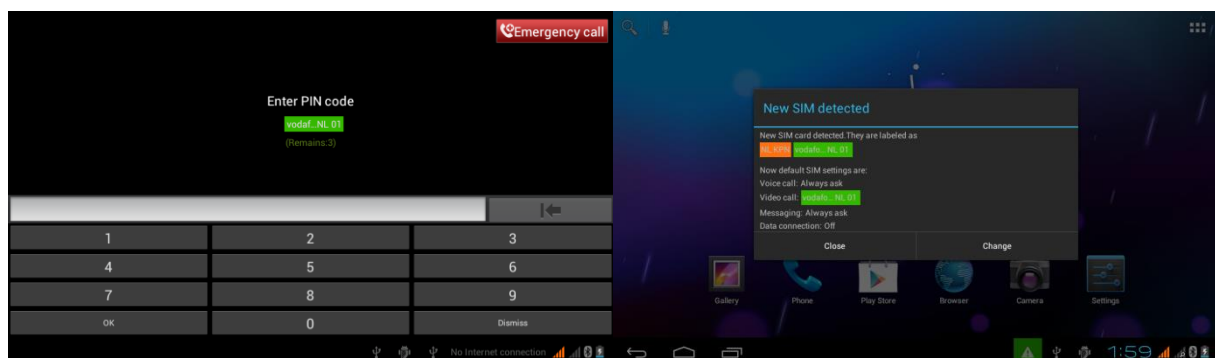 Emergency call
Enter PIN code
vodaf...NL 01
(Remains:3)
1 2 3
4 5 6
7 8 9
OK 0 Dismiss
No Internet connection
New SIM detected
New SIM card detected.They are labeled as
NL KPN vodafo... NL 01
Now default SIM settings are:
Voice call: Always ask
Video call: vodafo... NL 01
Messaging: Always ask
Data connection: Off
Close Change
Gallery Phone Play Store Browser Camera Settings
1:59